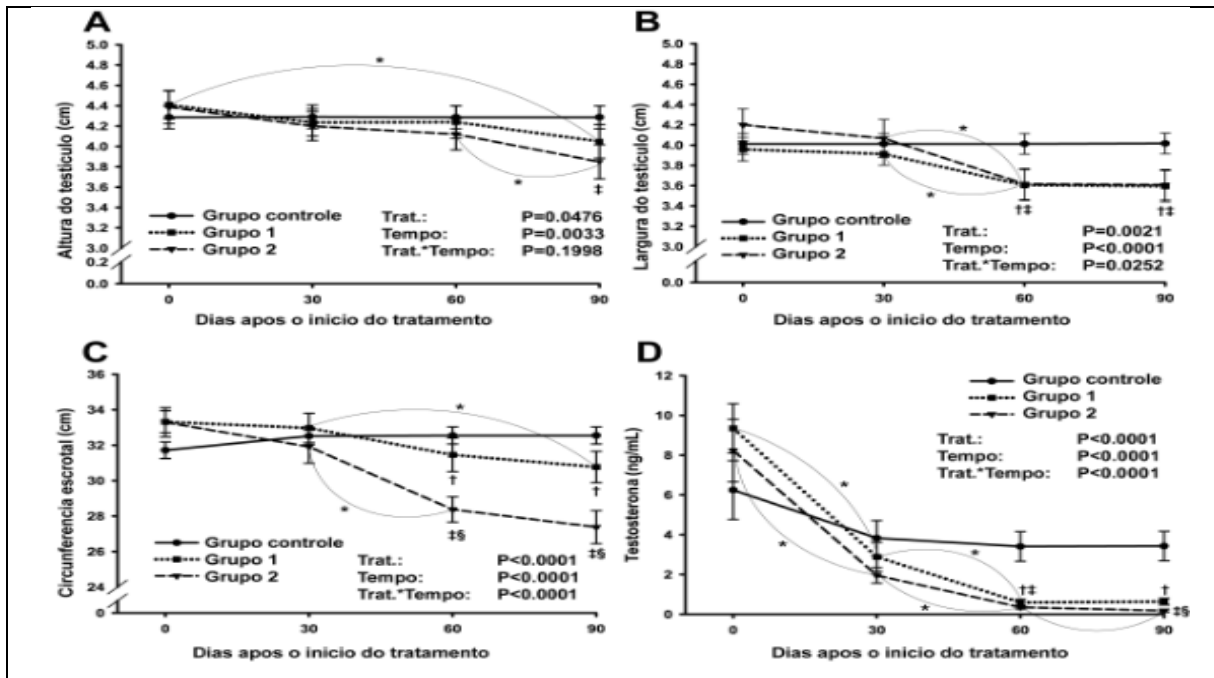 A
Altura do testiculo (cm)
5.0
4.8
4.6
4.4
4.2
4.0
3.8
3.6
3.4
3.2
3.0
0.2
0.0
*
*
‡
Grupo controle
Grupo 1
Grupo 2
Trat.: P=0.0476
Tempo: P=0.0033
Trat.*Tempo: P=0.1998
0 30 60 90
Dias apos o inicio do tratamento
B
Largura do testiculo (cm)
5.0
4.8
4.6
4.4
4.2
4.0
3.8
3.6
3.4
3.2
3.0
0.2
0.0
*
*
†‡ †‡
Grupo controle
Grupo 1
Grupo 2
Trat.: P=0.0021
Tempo: P<0.0001
Trat.*Tempo: P=0.0252
0 30 60 90
Dias apos o inicio do tratamento
C
Circunferencia escrotal (cm)
36
34
32
30
28
26
24
0
*
† †
*
‡§ ‡§
Grupo controle
Grupo 1
Grupo 2
Trat.: P<0.0001
Tempo: P<0.0001
Trat.*Tempo: P<0.0001
0 30 60 90
Dias apos o inicio do tratamento
D
Testosterona (ng/mL)
12
10
8
6
4
2
0
Grupo controle
Grupo 1
Grupo 2
Trat.: P<0.0001
Tempo: P<0.0001
Trat.*Tempo: P<0.0001
*
*
*
*
†‡ †
‡§
0 30 60 90
Dias apos o inicio do tratamento